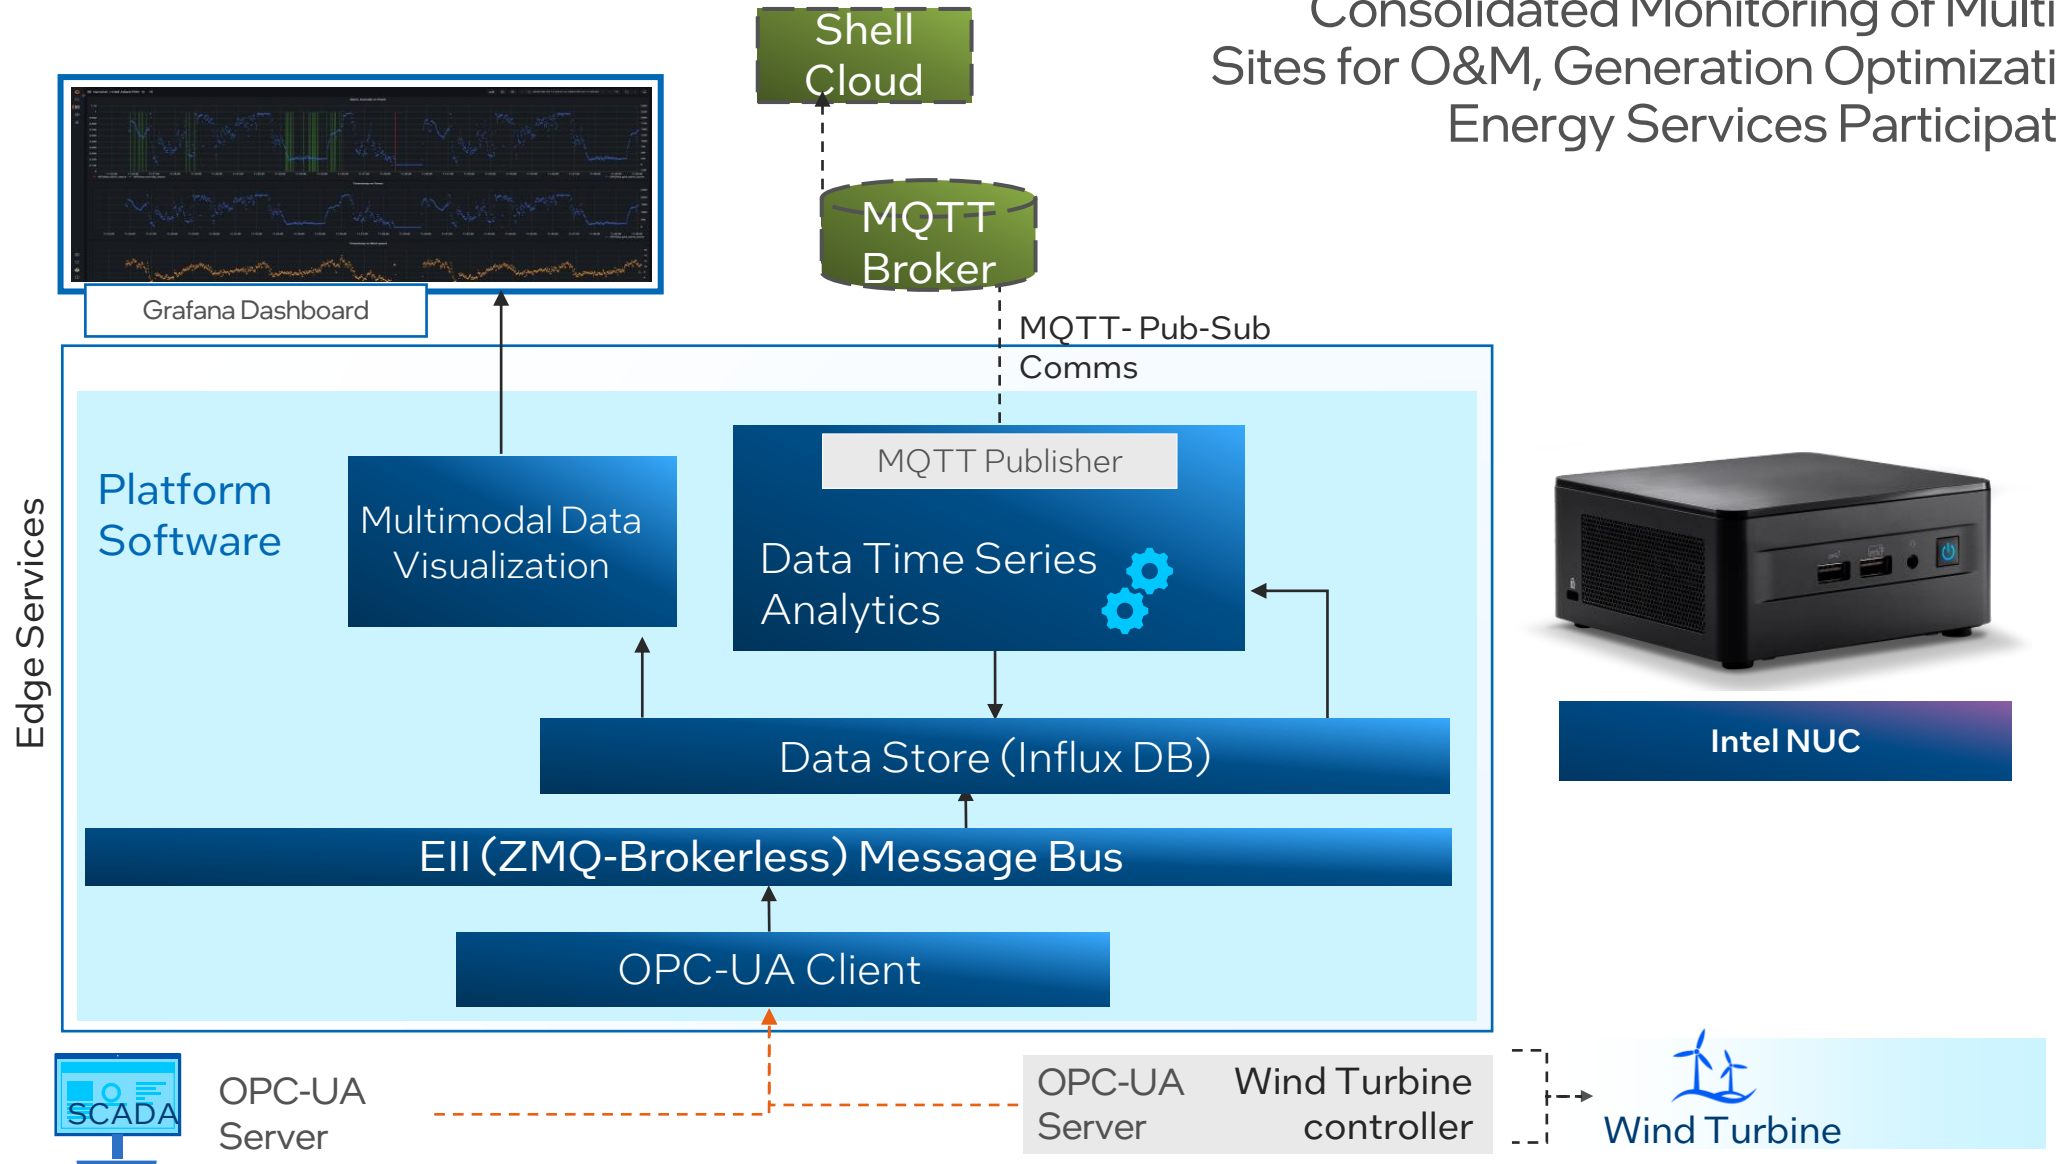 Consolidated Monitoring of Multi
Sites for O&M, Generation Optimizati
Energy Services Participat
Shell
Cloud
MQTT
Broker
Grafana Dashboard
MQTT- Pub-Sub
Comms
Edge Services
Platform
Software
Multimodal Data
Visualization
MQTT Publisher
Data Time Series
Analytics
Data Store (Influx DB)
EII (ZMQ-Brokerless) Message Bus
OPC-UA Client
Intel NUC
SCADA
OPC-UA
Server
OPC-UA
Server
Wind Turbine
controller
Wind Turbine